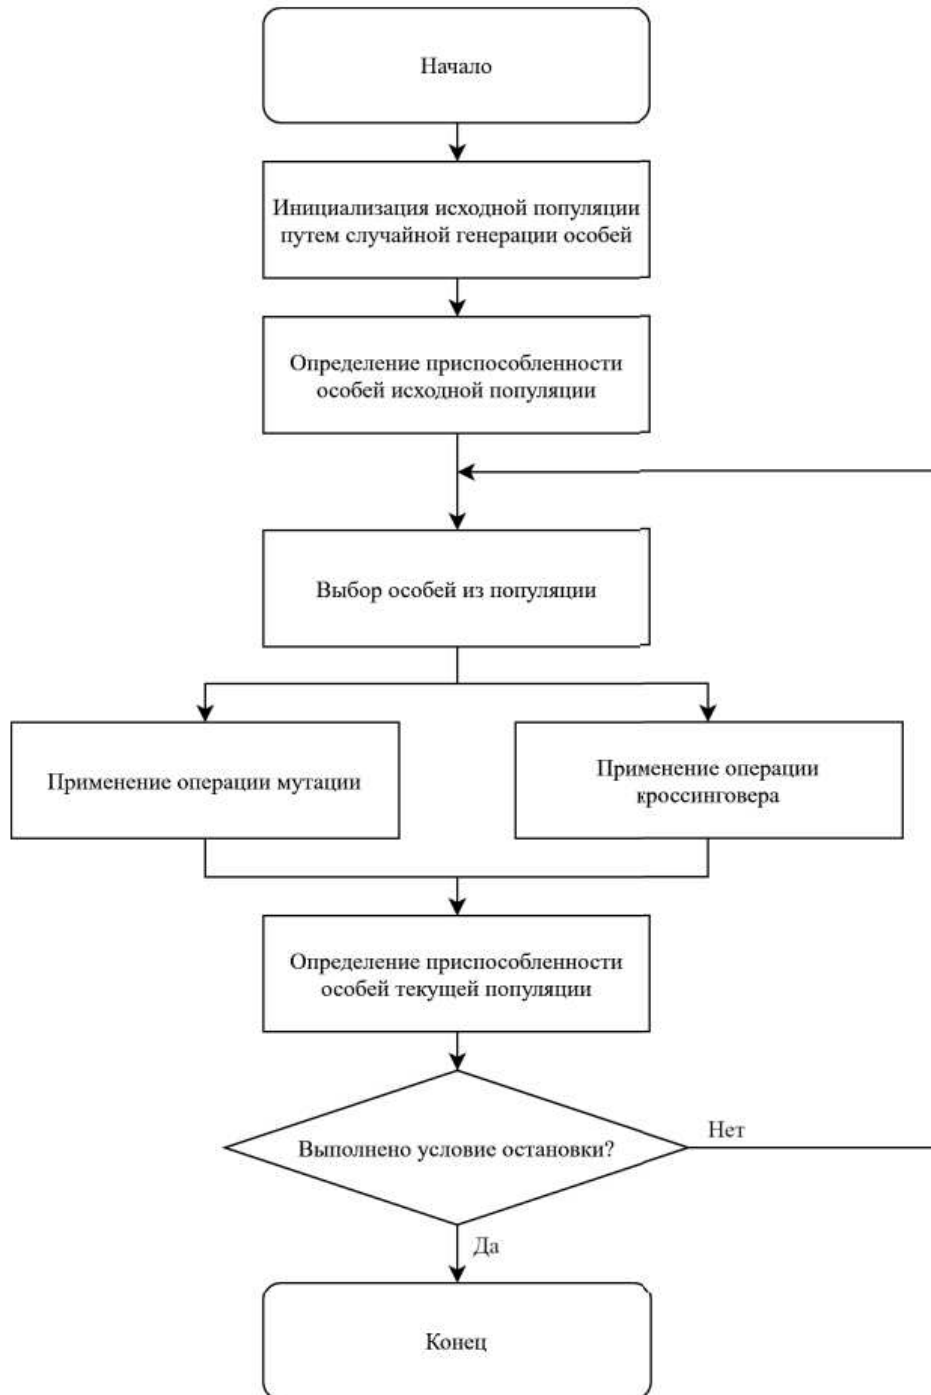 Начало
Инициализация исходной популяции
путем случайной генерации особей
Определение приспособленности
особей исходной популяции
Выбор особей из популяции
Применение операции мутации
Применение операции
кроссинговера
Определение приспособленности
особей текущей популяции
Выполнено условие остановки?
Нет
Да
Конец